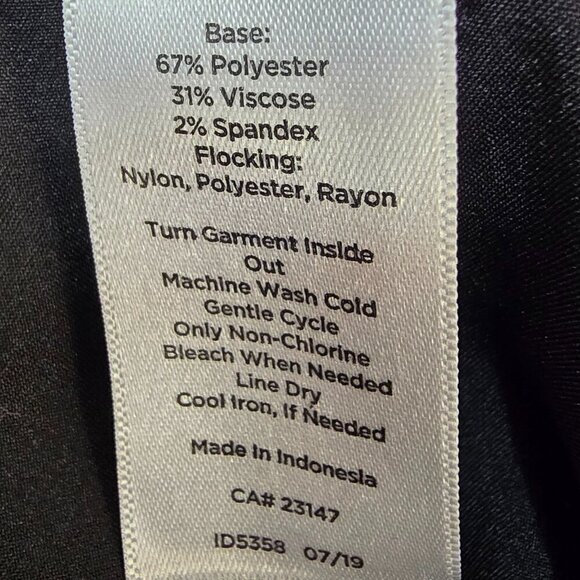 Base:
67% Polyester
31% Viscose
2% Spandex
Flocking:
Nylon, Polyester, Rayon
Turn Garment Inside
Out
Machine Wash Cold
Gentle Cycle
Only Non-Chlorine
Bleach When Needed
Line Dry
Cool Iron, If Needed
Made In Indonesia
CA# 23147
ID5358 07/19